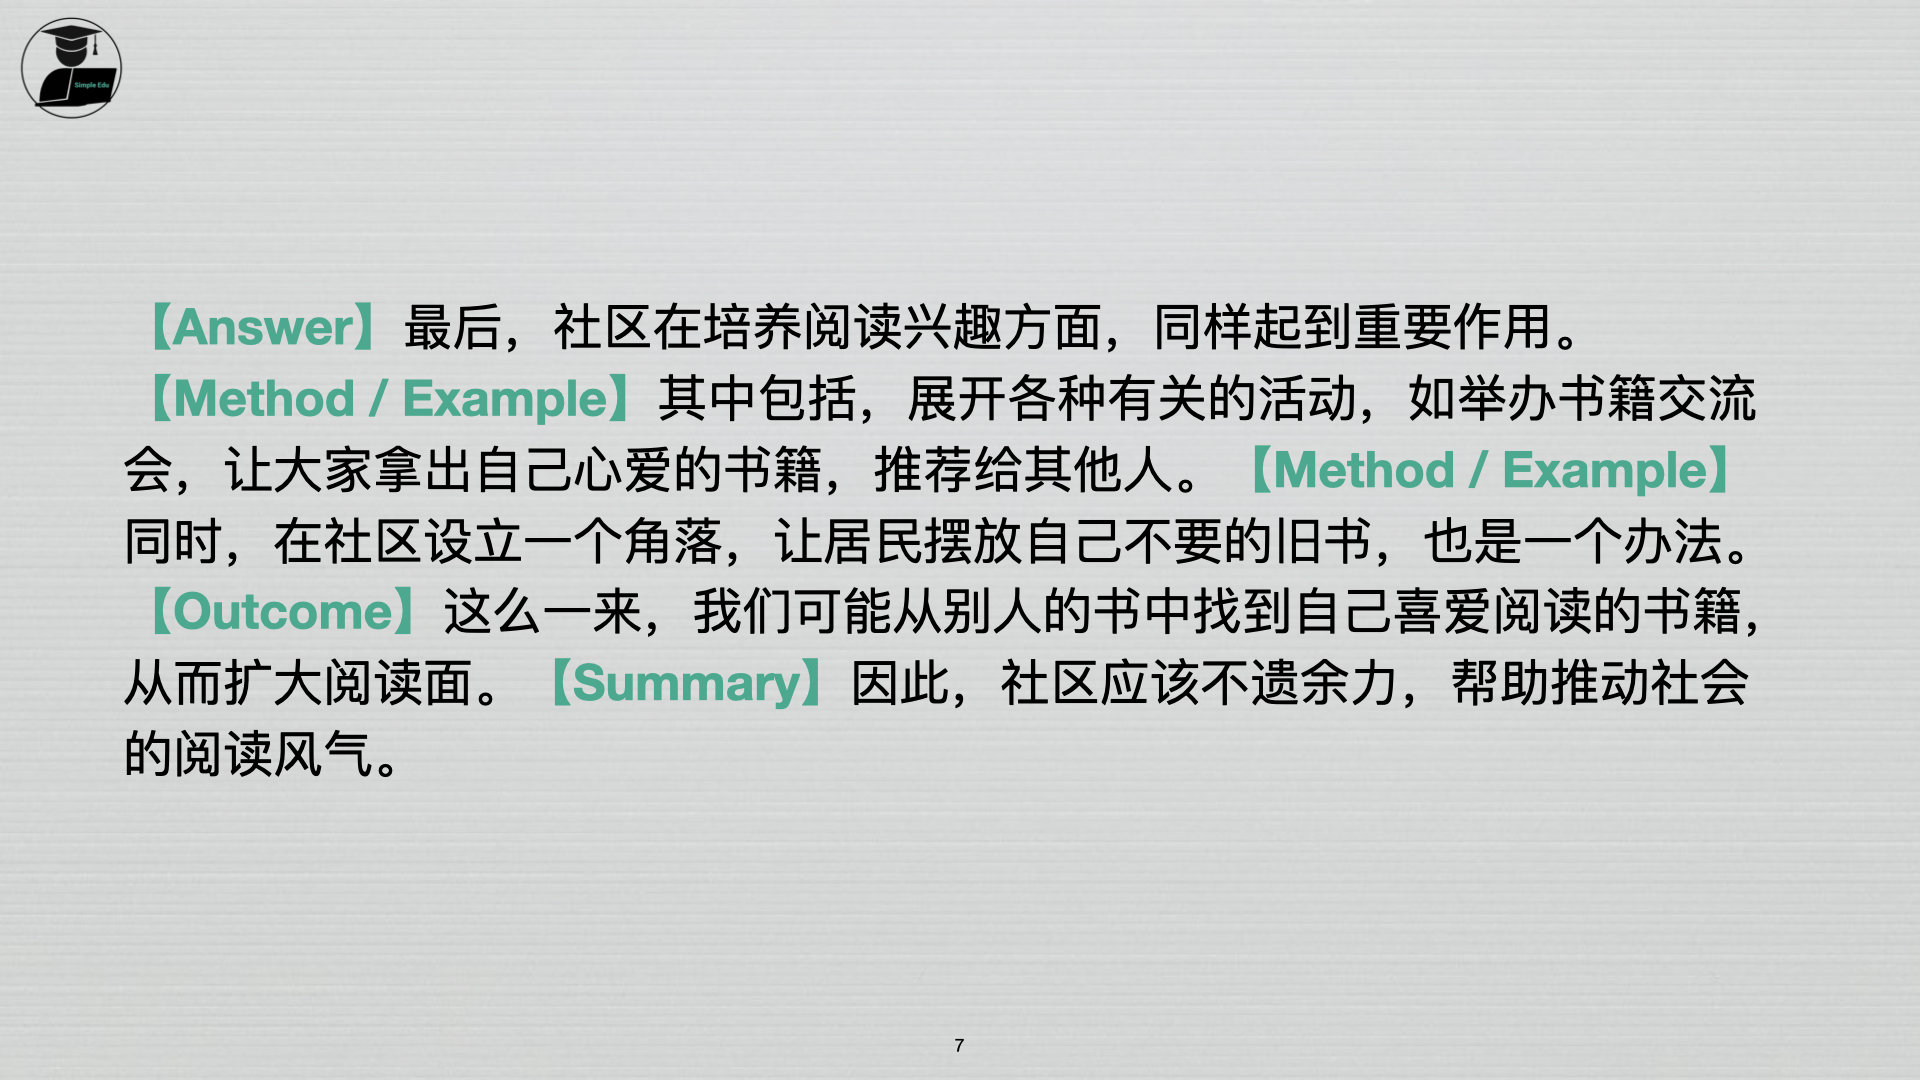 Simple Edu
【Answer】最后，社区在培养阅读兴趣方面，同样起到重要作用。
【Method / Example】其中包括，展开各种有关的活动，如举办书籍交流
会，让大家拿出自己心爱的书籍，推荐给其他人。【Method / Example】
同时，在社区设立一个角落，让居民摆放自己不要的旧书，也是一个办法。
【Outcome】这么一来，我们可能从别人的书中找到自己喜爱阅读的书籍，
从而扩大阅读面。【Summary】因此，社区应该不遗余力，帮助推动社会
的阅读风气。
7